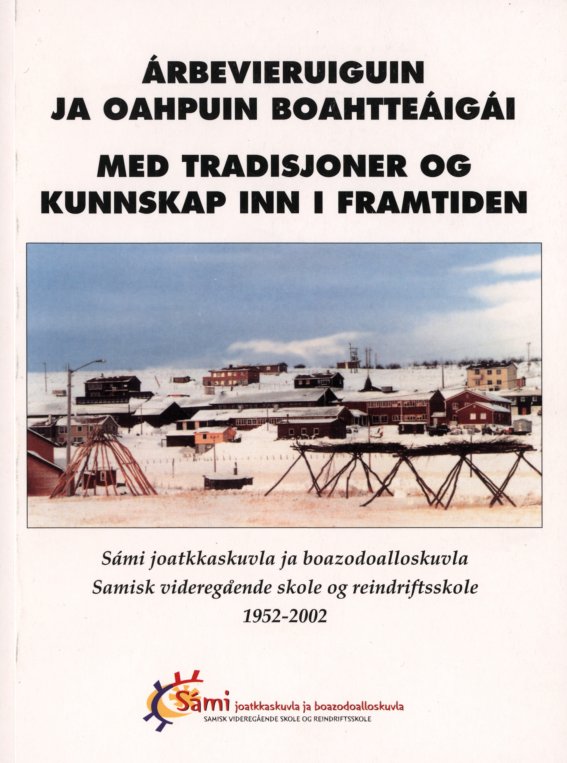 ÁRBEVIERUIGUIN
JA OAHPUIN BOAHTTEÁIGÁI
MED TRADISJONER OG
KUNNSKAP INN I FRAMTIDEN
Sámi joatkkaskuvla ja boazodoalloskuvla
Samisk videregående skole og reindriftsskole
1952-2002
Sámi joatkkaskuvla ja boazodoalloskuvla
SAMISK VIDEREGÅENDE SKOLE OG REINDRIFTSSKOLE